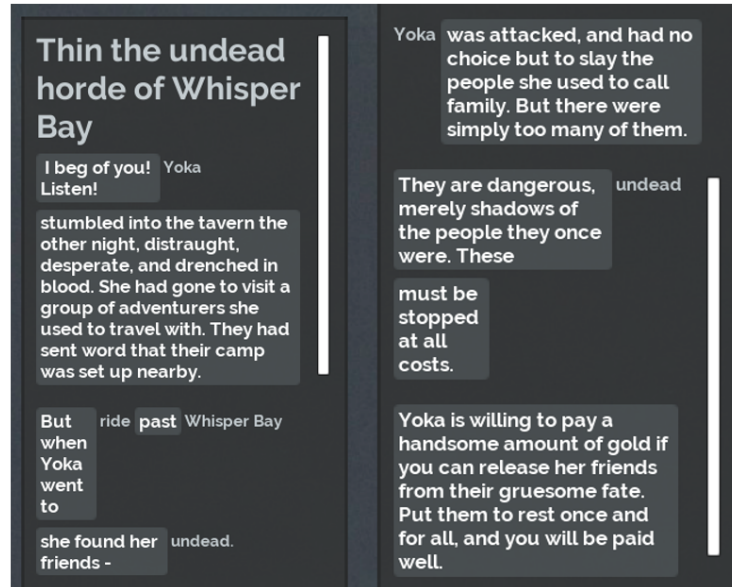 Thin the undead
horde of Whisper
Bay
I beg of you! Yoka
Listen!
stumbled into the tavern the
other night, distraught,
desperate, and drenched in
blood. She had gone to visit a
group of adventurers she
used to travel with. They had
sent word that their camp
was set up nearby.
But ride past Whisper Bay
when
Yoka
went
to
she found her undead.
friends -
Yoka was attacked, and had no
choice but to slay the
people she used to call
family. But there were
simply too many of them.
They are dangerous, undead
merely shadows of
the people they once
were. These
must be
stopped
at all
costs.
Yoka is willing to pay a
handsome amount of gold if
you can release her friends
from their gruesome fate.
Put them to rest once and
for all, and you will be paid
well.